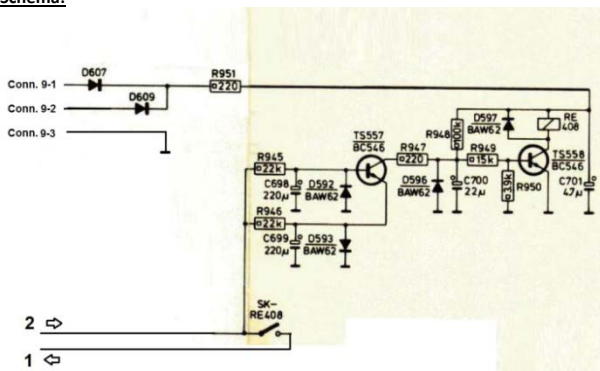 Schema:
D607
R951
220
Conn. 9-1
Conn. 9-2
D609
Conn. 9-3
D597
BAW62
RE
408
TS557
BC546
R948
100k
R947
220
R949
15k
TS558
BC546
R945
22k
C698
220µ
D592
BAW62
D596
BAW62
C700
22µ
R950
39k
C701
47µ
R946
22k
C699
220µ
D593
BAW62
SK-
RE408
2
1